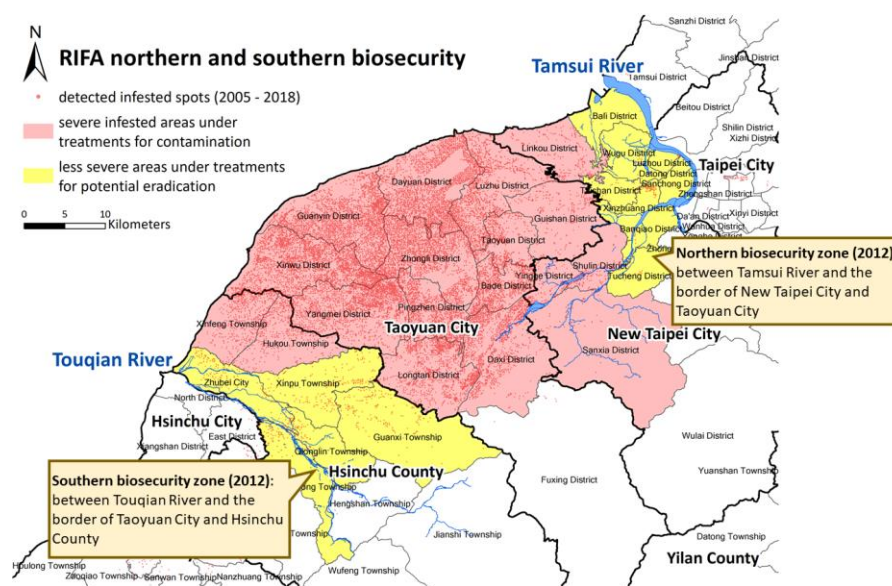 N
RIFA northern and southern biosecurity
detected infested spots (2005 - 2018)
severe infested areas under
treatments for contamination
less severe areas under treatments
for potential eradication
0 5 10
Kilometers
Tamsui River
Sanzhi District
Jinshan District
Tamsui District
Beitou District
Bali District
Shilin District
Xizhi District
Linkou District
Wugu District
Luzhou District
Taipei City
Datong District
Sanchong District
Zhongshan District
Dayuan District
Luzhu District
Taishan District
Xinzhuang District
Guishan District
Da'an District
Xinyi District
Wanhua District
Banqiao District
Guanyin District
Taoyuan District
Zhongli District
Xinwu District
Shulin District
Yingge District
Bade District
Tucheng District
Northern biosecurity zone (2012)
between Tamsui River and the
border of New Taipei City and
Taoyuan City
Pingzhen District
Yangmei District
Taoyuan City
New Taipei City
Xinfeng Township
Hukou Township
Sanxia District
Daxi District
Touqian River
Longtan District
Zhubei City
Xinpu Township
North District
Hsinchu City
East District
Xiangshan District
Guanxi Township
Wulai District
Qionglin Township
Hsinchu County
Yuanshan Township
Southern biosecurity zone (2012):
between Touqian River and the
border of Taoyuan City and Hsinchu
County
Township
Hengshan Township
Fuxing District
Township
Jianshi Township
Datong Township
Wufeng Township
Yilan County
Houlong Township
Zaoqiao Township
Sanwan Township
Nanzhuang Township